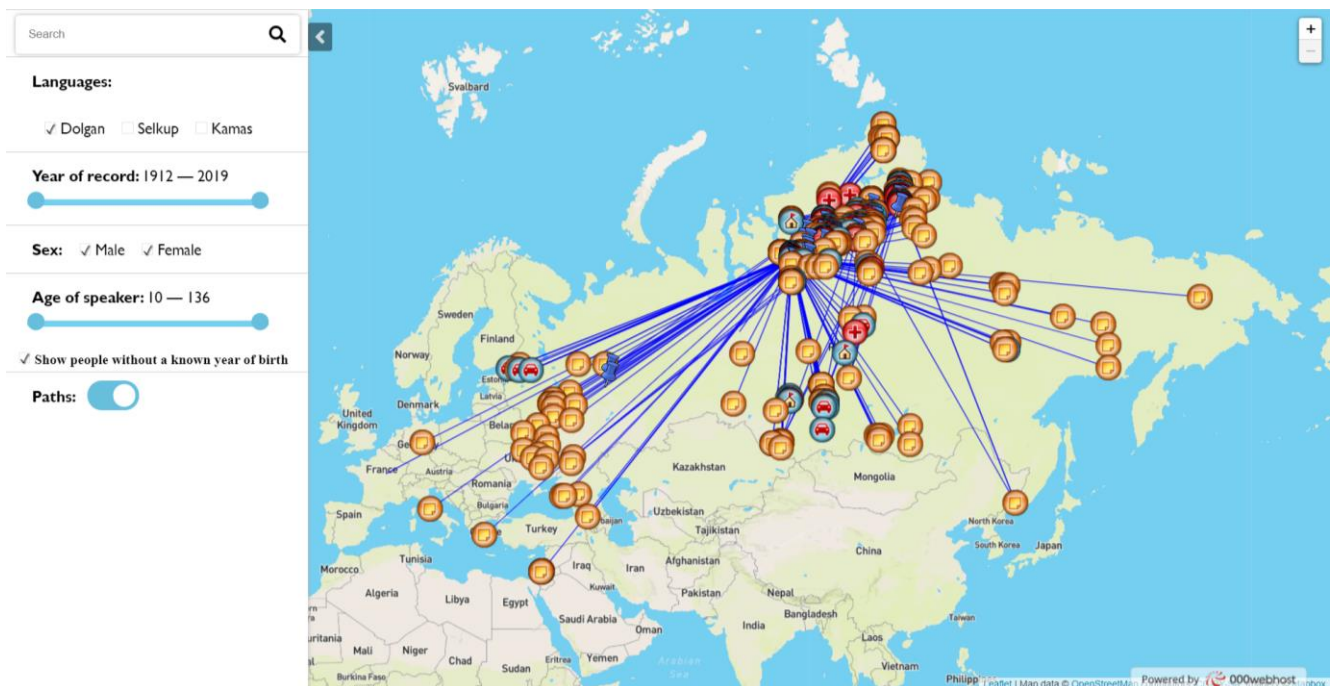 Search
Languages:
Dolgan Selkup Kamas
Year of record: 1912 — 2019
Sex: Male Female
Age of speaker: 10 — 136
Show people without a known year of birth
Paths:
+
Svalbard
Sweden
Finland
Norway
Estonia
Latvia
United
Kingdom
Denmark
Kazakhstan
Mongolia
France
Austria
Romania
Bulgaria
Spain
Turkey
Uzbekistan
Tajikistan
North Korea
South Korea
Japan
China
Tunisia
Morocco
Iraq
Iran
Afghanistan
Kuwait
Pakistan
Nepal
Algeria
Libya
Egypt
Saudi Arabia
Bangladesh
India
Taiwan
Oman
Mali
Niger
Chad
Sudan
Eritrea
Yemen
Arabian
Sea
Laos
Vietnam
Burkina Faso
Leaflet | Map data © OpenStreetMap
Powered by 000webhost